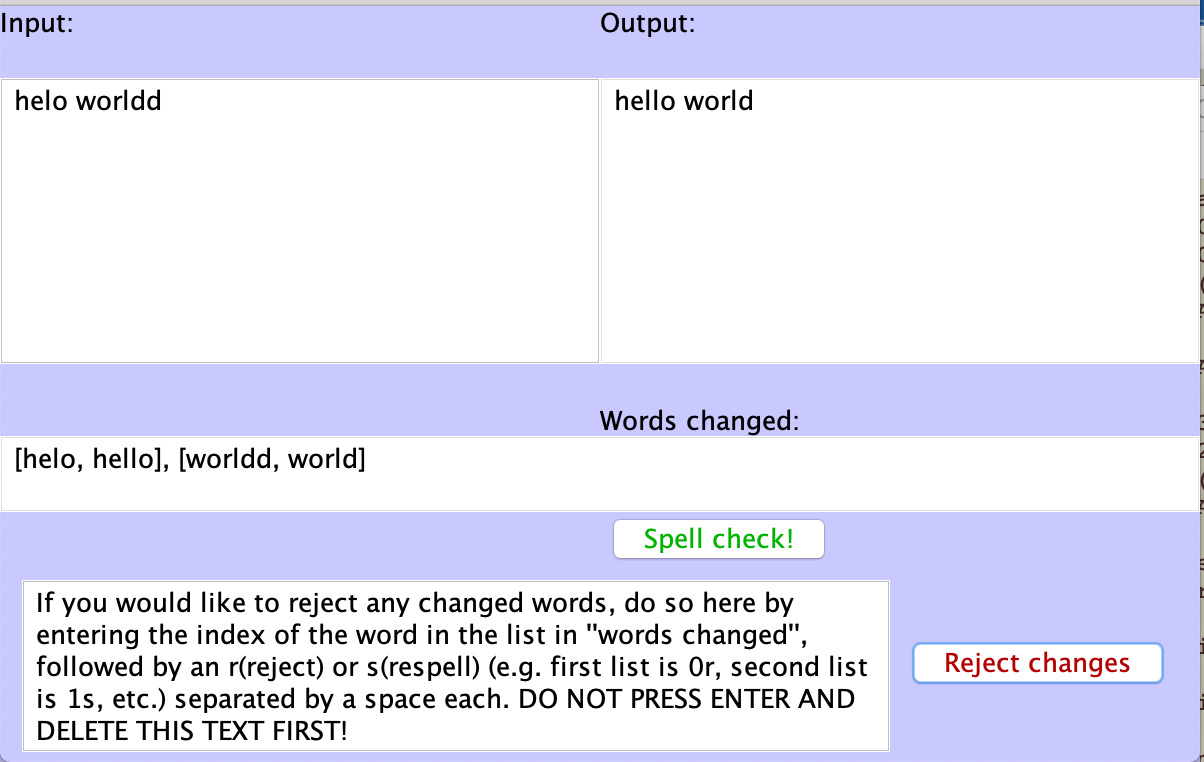 Input:
Output:
helo worldd
hello world
Words changed:
[helo, hello], [worldd, world]
Spell check!
If you would like to reject any changed words, do so here by
entering the index of the word in the list in "words changed",
followed by an r(reject) or s(respell) (e.g. first list is 0r, second list
is 1s, etc.) separated by a space each. DO NOT PRESS ENTER AND
DELETE THIS TEXT FIRST!
Reject changes